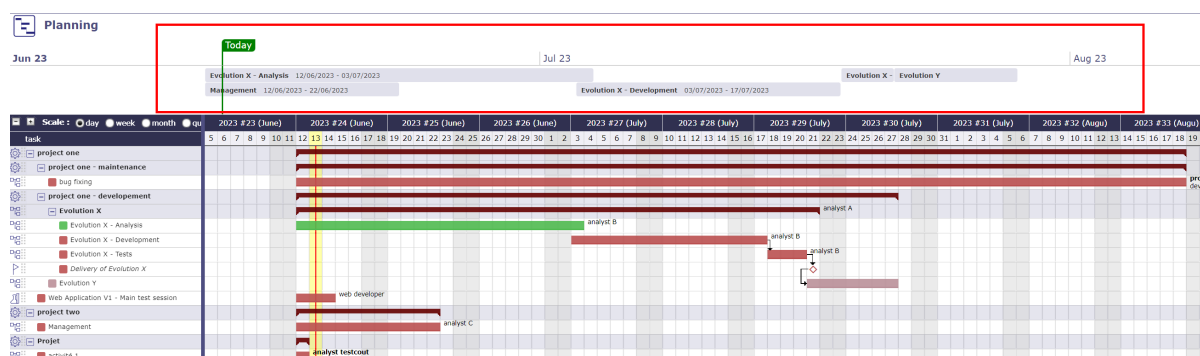 Planning
Today
Jun 23 Jul 23 Aug 23
Evolution X - Analysis 12/06/2023 - 03/07/2023 Evolution X - Evolution Y
Management 12/06/2023 - 22/06/2023 Evolution X - Development 03/07/2023 - 17/07/2023
Scale : day week month qu 2023 #23 (June) 2023 #24 (June) 2023 #25 (June) 2023 #26 (June) 2023 #27 (July) 2023 #28 (July) 2023 #29 (July) 2023 #30 (July) 2023 #31 (July) 2023 #32 (Augu) 2023 #33 (Augu)
task 5 6 7 8 9 10 11 12 13 14 15 16 17 18 19 20 21 22 23 24 25 26 27 28 29 30 1 2 3 4 5 6 7 8 9 10 11 12 13 14 15 16 17 18 19 20 21 22 23 24 25 26 27 28 29 30 31 1 2 3 4 5 6 7 8 9 10 11 12 13 14 15 16 17 18 19
project one
project one - maintenance
bug fixing pro
dev
project one - developement
Evolution X analyst A
Evolution X - Analysis analyst B
Evolution X - Development analyst B
Evolution X - Tests analyst B
Delivery of Evolution X
Evolution Y
Web Application V1 - Main test session web developer
project two
Management analyst C
Projet
activité 1 analyst testcout